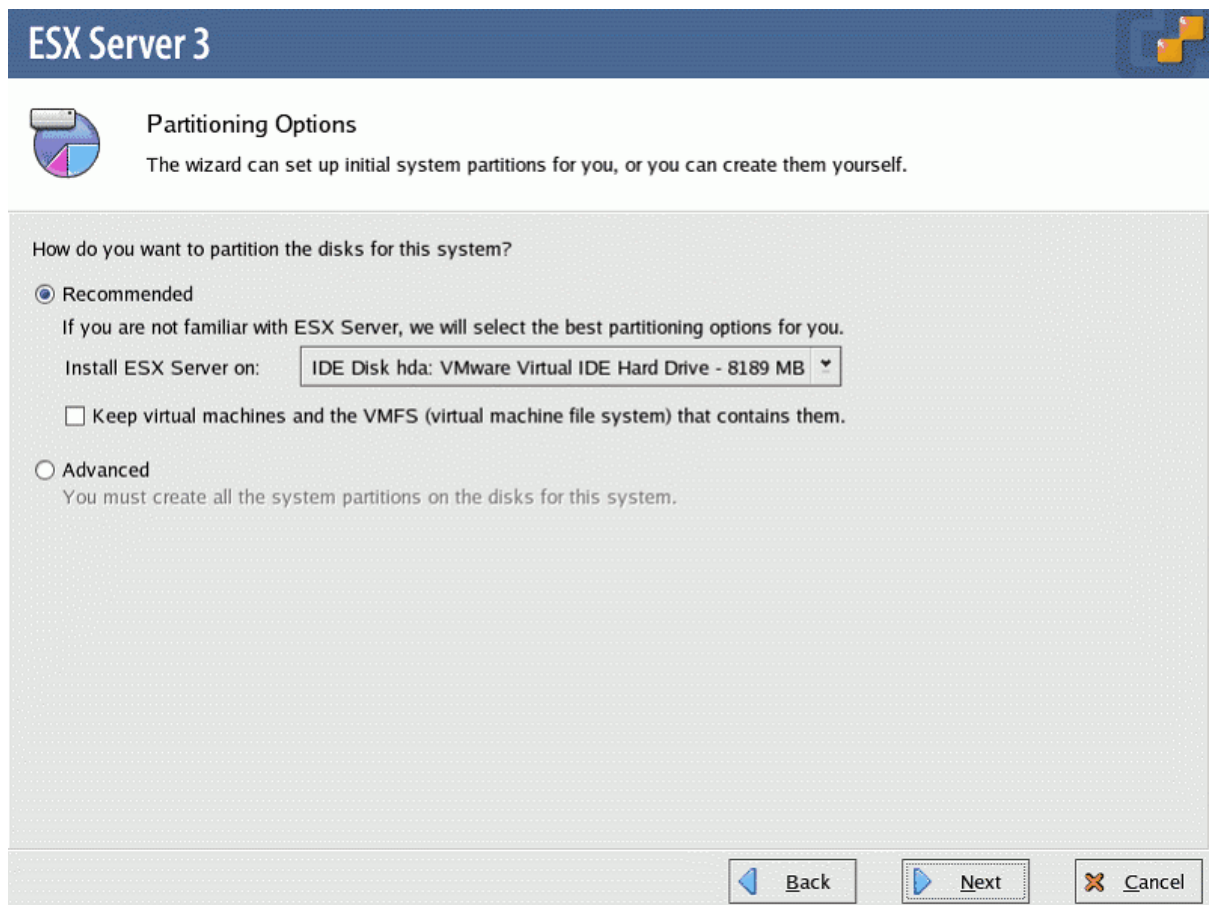 ESX Server 3
Partitioning Options
The wizard can set up initial system partitions for you, or you can create them yourself.
How do you want to partition the disks for this system?
Recommended
If you are not familiar with ESX Server, we will select the best partitioning options for you.
Install ESX Server on: IDE Disk hda: VMware Virtual IDE Hard Drive - 8189 MB
Keep virtual machines and the VMFS (virtual machine file system) that contains them.
Advanced
You must create all the system partitions on the disks for this system.
Back Next Cancel